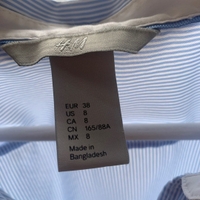 H&M
EUR 38
US 8
CA 8
CN 165/88A
MX 8
Made in
Bangladesh